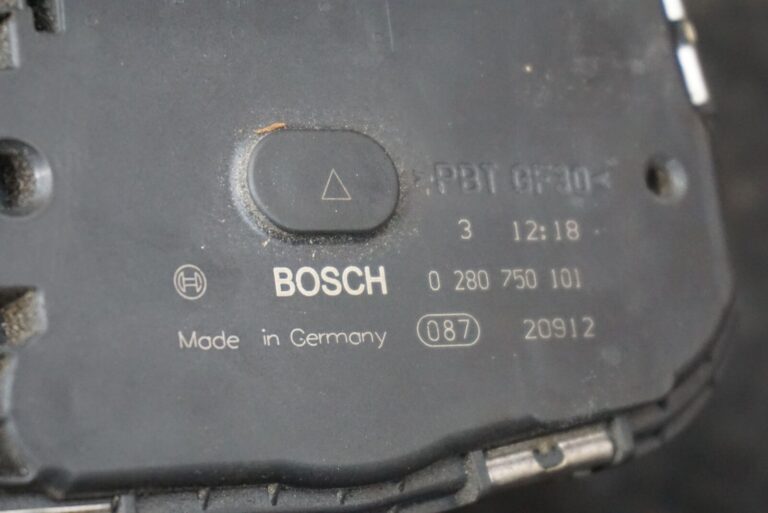 >PBT GF30<
3 12:18
BOSCH 0 280 750 101
Made in Germany 087 20912